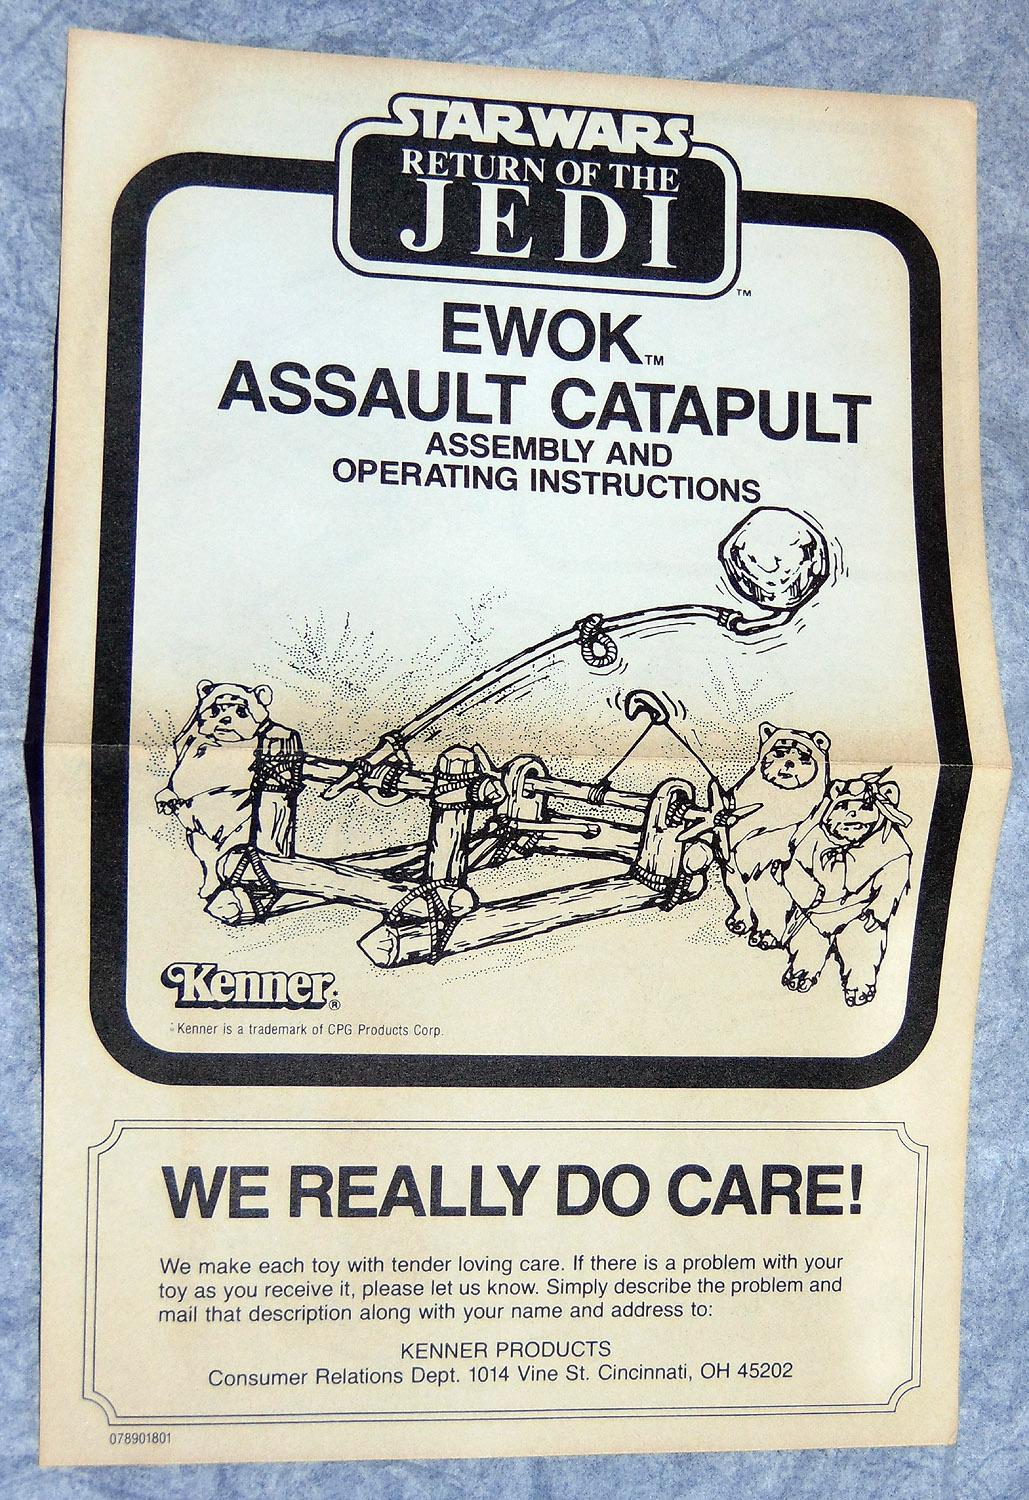 STAR WARS
RETURN OF THE
JEDI
TM
EWOK TM
ASSAULT CATAPULT
ASSEMBLY AND
OPERATING INSTRUCTIONS
Kenner ®
Kenner is a trademark of CPG Products Corp.
WE REALLY DO CARE!
We make each toy with tender loving care. If there is a problem with your
toy as you receive it, please let us know. Simply describe the problem and
mail that description along with your name and address to:
KENNER PRODUCTS
Consumer Relations Dept. 1014 Vine St. Cincinnati, OH 45202
078901801